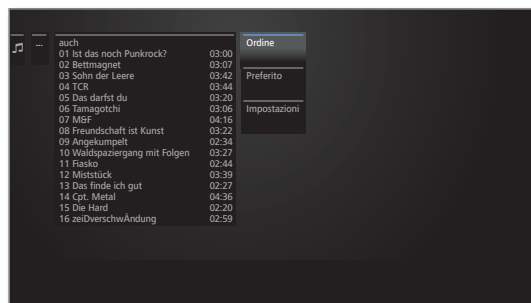 ...
auch
01 Ist das noch Punkrock? 03:00
02 Bettmagnet 03:07
03 Sohn der Leere 03:42
04 TCR 03:44
05 Das darfst du 03:20
06 Tamagotchi 03:06
07 M&F 04:16
08 Freundschaft ist Kunst 03:22
09 Angekumpelt 02:34
10 Waldspaziergang mit Folgen 03:27
11 Fiasko 02:44
12 Miststück 03:39
13 Das finde ich gut 02:27
14 Cpt. Metal 04:36
15 Die Hard 02:20
16 zeiDverschwÄndung 02:59
Ordine
Preferito
Impostazioni